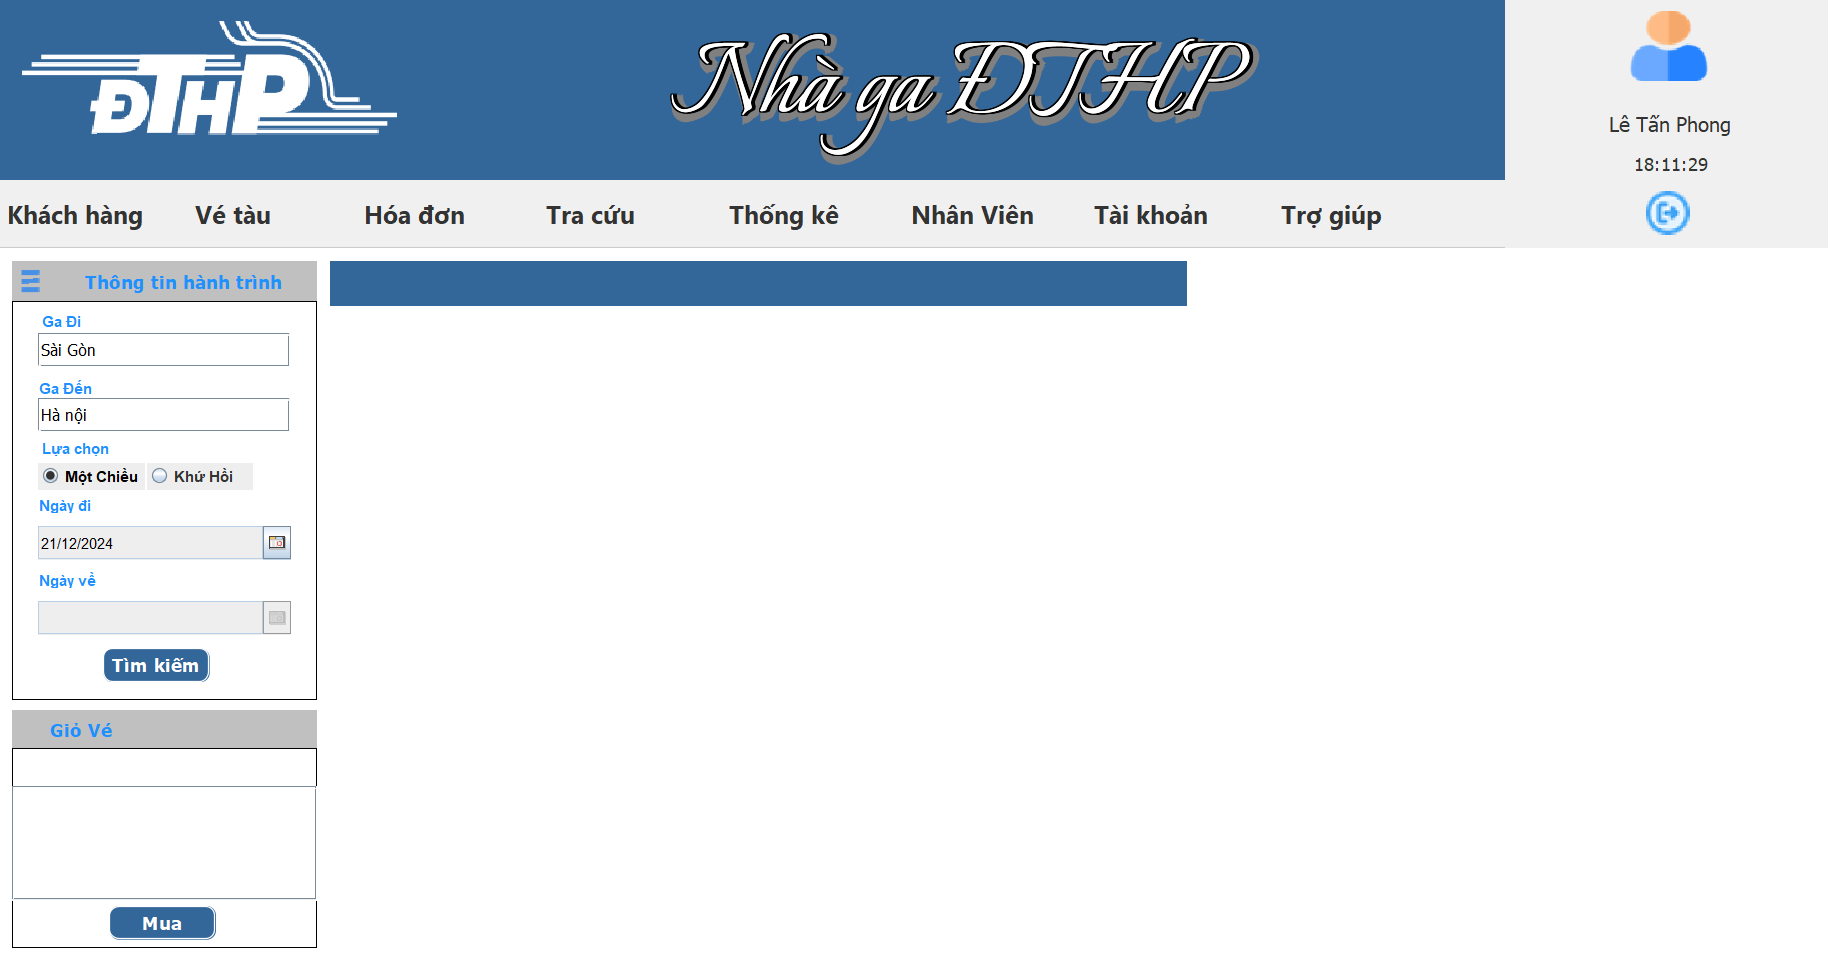 ĐTHP
Nhà ga ĐTHP
Lê Tấn Phong
18:11:29
Khách hàng Vé tàu Hóa đơn Tra cứu Thống kê Nhân Viên Tài khoản Trợ giúp
Thông tin hành trình
Ga Đi
Sài Gòn
Ga Đến
Hà nội
Lựa chọn
Một Chiều Khứ Hồi
Ngày đi
21/12/2024
Ngày về
Tìm kiếm
Giỏ Vé
Mua